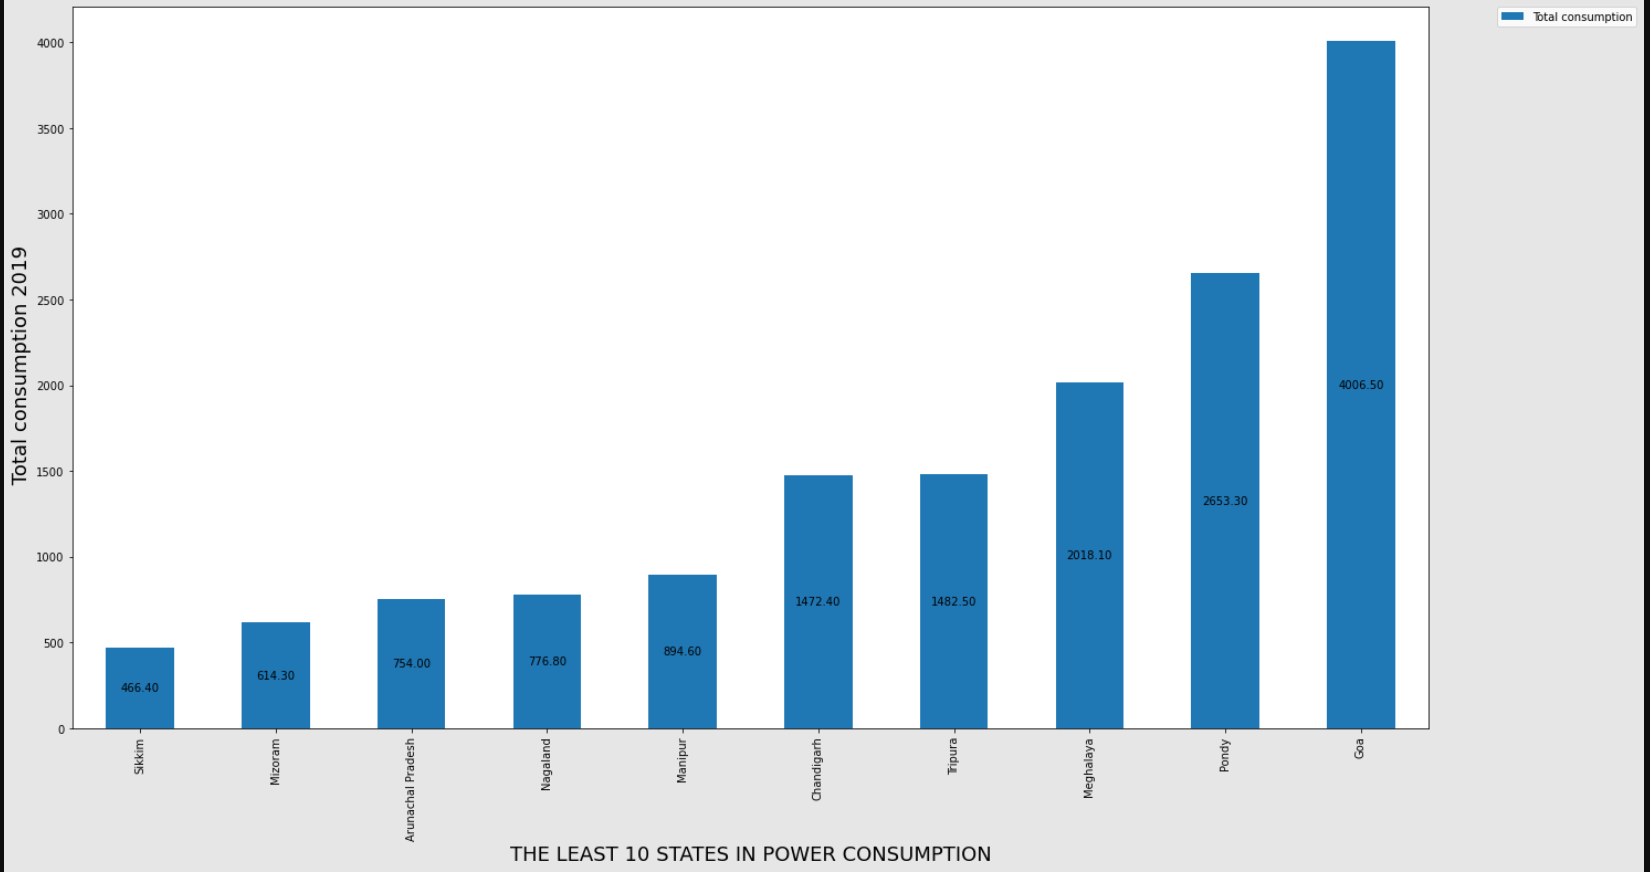 Total consumption
4000
3500
3000
2500
2000
1500
1000
500
0
Total consumption 2019
466.40
614.30
754.00
776.80
894.60
1472.40
1482.50
2018.10
2653.30
4006.50
Sikkim
Mizoram
Arunachal Pradesh
Nagaland
Manipur
Chandigarh
Tripura
Meghalaya
Pondy
Goa
THE LEAST 10 STATES IN POWER CONSUMPTION